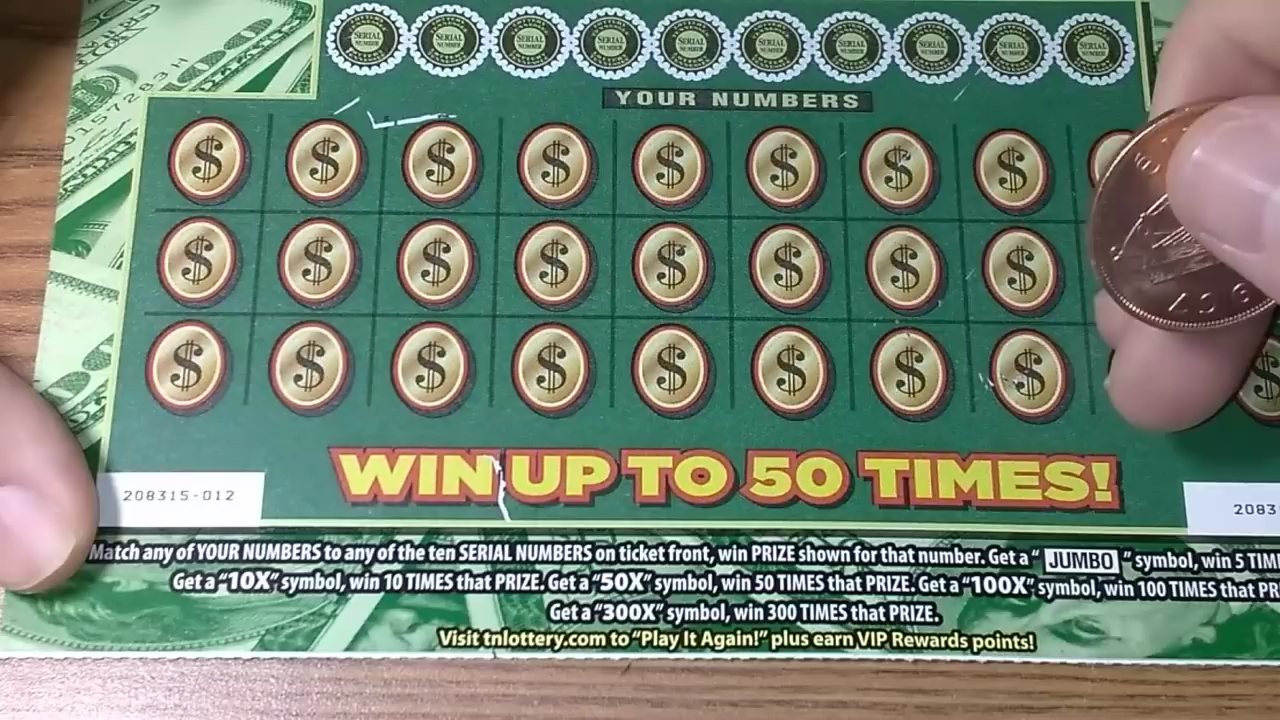 SERIAL NUMBER SERIAL NUMBER SERIAL NUMBER SERIAL NUMBER SERIAL NUMBER SERIAL NUMBER SERIAL NUMBER SERIAL NUMBER SERIAL NUMBER SERIAL NUMBER
YOUR NUMBERS
$ $ $ $ $ $ $ $
$ $ $ $ $ $ $ $
$ $ $ $ $ $ $ $ $
WIN UP TO 50 TIMES!
208315-012
2083
Match any of YOUR NUMBERS to any of the ten SERIAL NUMBERS on ticket front, win PRIZE shown for that number. Get a "JUMBO" symbol, win 5 TIM
Get a "10X" symbol, win 10 TIMES that PRIZE. Get a "50X" symbol, win 50 TIMES that PRIZE. Get a "100X" symbol, win 100 TIMES that PR
Get a "300X" symbol, win 300 TIMES that PRIZE.
Visit tnlottery.com to "Play It Again!" plus earn VIP Rewards points!